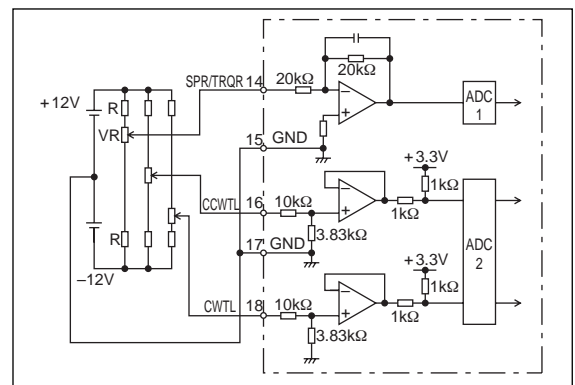 SPR/TRQR 14
20kΩ
20kΩ
ADC
1
+12V
R
VR
15 GND
+3.3V
1kΩ
CCWTL 16
10kΩ
1kΩ
3.83kΩ
ADC
2
R
17 GND
−12V
+3.3V
1kΩ
CWTL 18
10kΩ
1kΩ
3.83kΩ